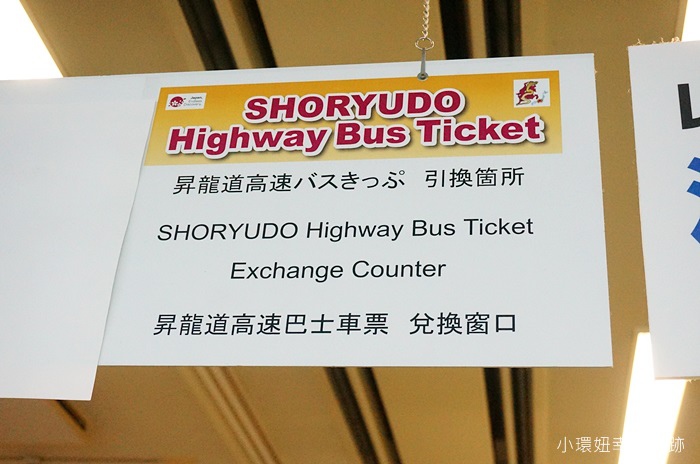 SHORYUDO
Highway Bus Ticket
昇龍道高速バスきっぷ 引換箇所
SHORYUDO Highway Bus Ticket
Exchange Counter
昇龍道高速巴士車票 兌換窗口